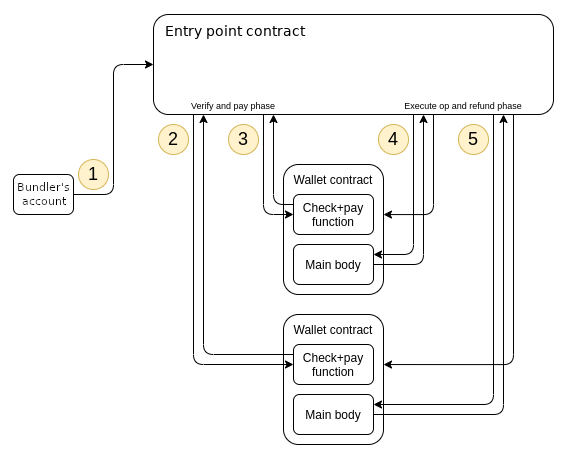 Entry point contract
Verify and pay phase
Execute op and refund phase
2
3
4
5
1
Bundler's
account
Wallet contract
Check+pay
function
Main body
Wallet contract
Check+pay
function
Main body